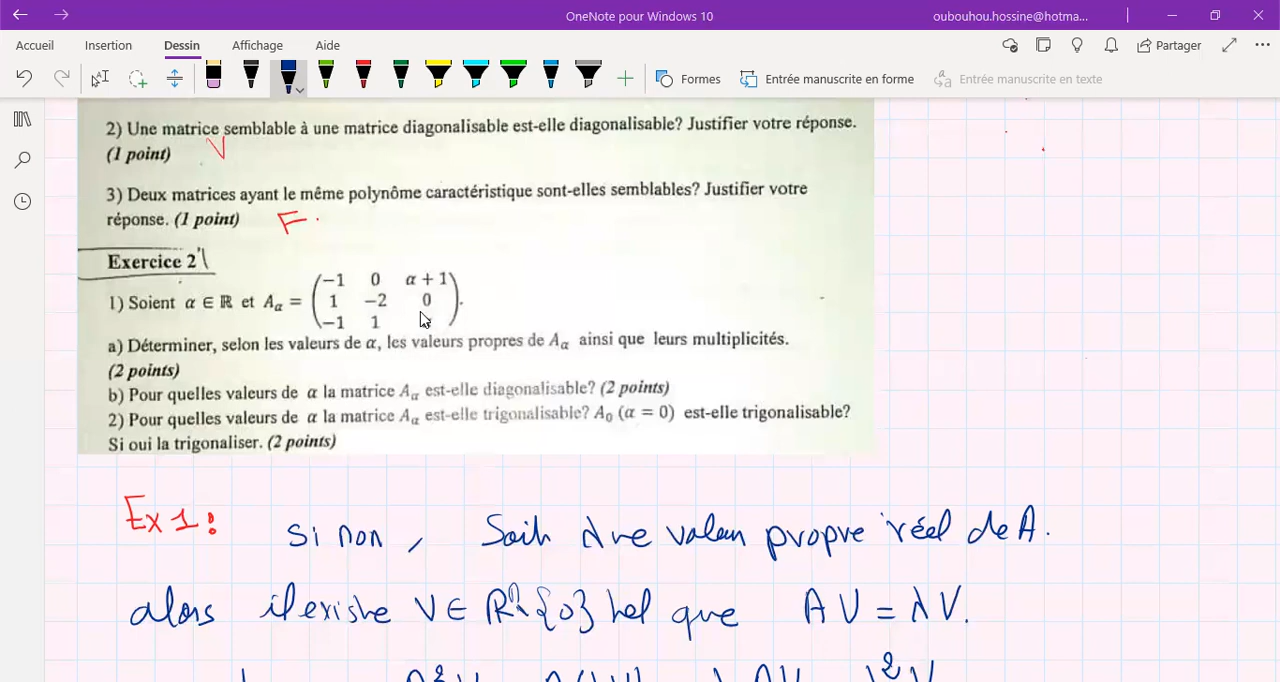 OneNote pour Windows 10
oubouhou.hossine@hotma...
Accueil Insertion Dessin Affichage Aide
Partager
Formes Entrée manuscrite en forme Entrée manuscrite en texte
2) Une matrice semblable à une matrice diagonalisable est-elle diagonalisable? Justifier votre réponse.
(1 point) V
3) Deux matrices ayant le même polynôme caractéristique sont-elles semblables? Justifier votre
réponse. (1 point) F.
Exercice 2
1) Soient α ∈ ℝ et Aα = 
-1 0 α + 1
1 -2 0
-1 1
a) Déterminer, selon les valeurs de α, les valeurs propres de Aα ainsi que leurs multiplicités.
(2 points)
b) Pour quelles valeurs de α la matrice Aα est-elle diagonalisable? (2 points)
2) Pour quelles valeurs de α la matrice Aα est-elle trigonalisable? A0 (α = 0) est-elle trigonalisable?
Si oui la trigonaliser. (2 points)
Ex 1: Si non, Soit λ une valeur propre réel de A.
alors il existe V ∈ ℝⁿ\{0} tel que AV = λV.